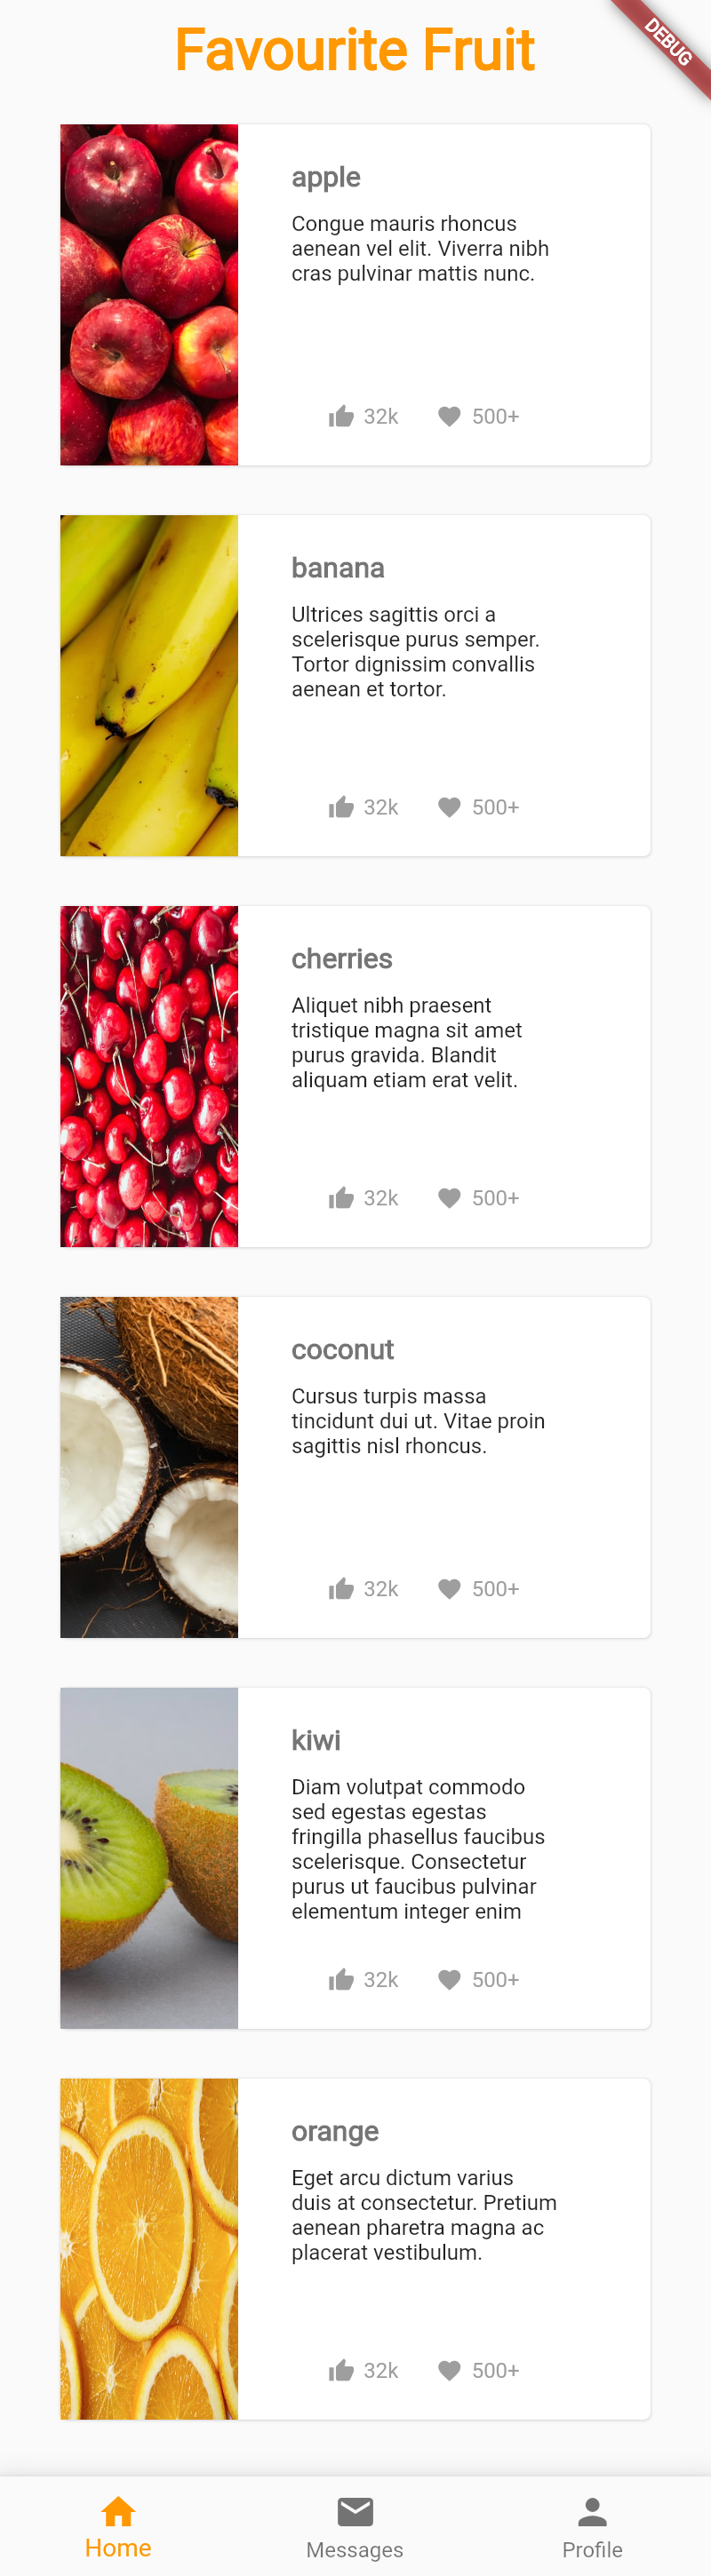 Favourite Fruit
DEBUG
apple
Congue mauris rhoncus
aenean vel elit. Viverra nibh
cras pulvinar mattis nunc.
32k 500+
banana
Ultrices sagittis orci a
scelerisque purus semper.
Tortor dignissim convallis
aenean et tortor.
32k 500+
cherries
Aliquet nibh praesent
tristique magna sit amet
purus gravida. Blandit
aliquam etiam erat velit.
32k 500+
coconut
Cursus turpis massa
tincidunt dui ut. Vitae proin
sagittis nisl rhoncus.
32k 500+
kiwi
Diam volutpat commodo
sed egestas egestas
fringilla phasellus faucibus
scelerisque. Consectetur
purus ut faucibus pulvinar
elementum integer enim
32k 500+
orange
Eget arcu dictum varius
duis at consectetur. Pretium
aenean pharetra magna ac
placerat vestibulum.
32k 500+
Home Messages Profile